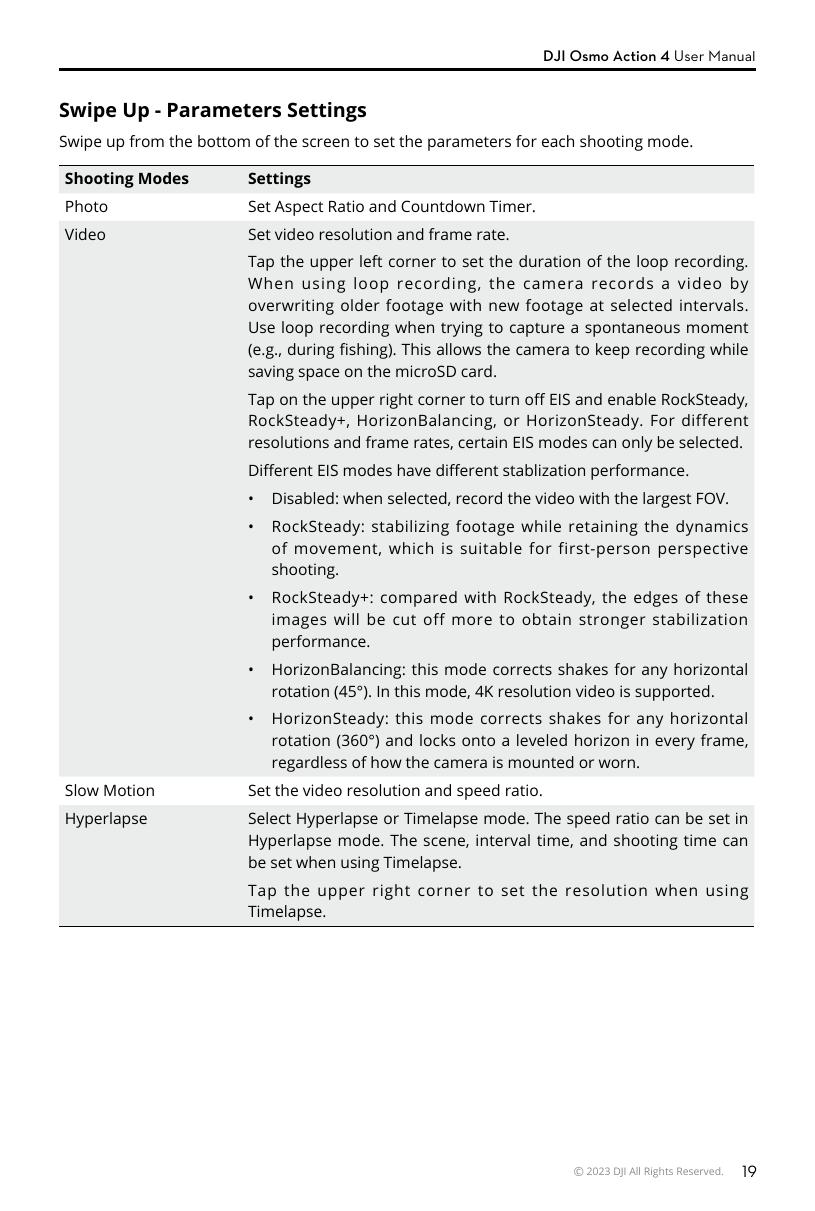 DJI Osmo Action 4 User Manual
Swipe Up - Parameters Settings
Swipe up from the bottom of the screen to set the parameters for each shooting mode.
Shooting Modes Settings
Photo Set Aspect Ratio and Countdown Timer.
Video Set video resolution and frame rate.
Tap the upper left corner to set the duration of the loop recording.
When using loop recording, the camera records a video by
overwriting older footage with new footage at selected intervals.
Use loop recording when trying to capture a spontaneous moment
(e.g., during fishing). This allows the camera to keep recording while
saving space on the microSD card.
Tap on the upper right corner to turn off EIS and enable RockSteady,
RockSteady+, HorizonBalancing, or HorizonSteady. For different
resolutions and frame rates, certain EIS modes can only be selected.
Different EIS modes have different stablization performance.
• Disabled: when selected, record the video with the largest FOV.
• RockSteady: stabilizing footage while retaining the dynamics
of movement, which is suitable for first-person perspective
shooting.
• RockSteady+: compared with RockSteady, the edges of these
images will be cut off more to obtain stronger stabilization
performance.
• HorizonBalancing: this mode corrects shakes for any horizontal
rotation (45°). In this mode, 4K resolution video is supported.
• HorizonSteady: this mode corrects shakes for any horizontal
rotation (360°) and locks onto a leveled horizon in every frame,
regardless of how the camera is mounted or worn.
Slow Motion Set the video resolution and speed ratio.
Hyperlapse Select Hyperlapse or Timelapse mode. The speed ratio can be set in
Hyperlapse mode. The scene, interval time, and shooting time can
be set when using Timelapse.
Tap the upper right corner to set the resolution when using
Timelapse.
© 2023 DJI All Rights Reserved. 19